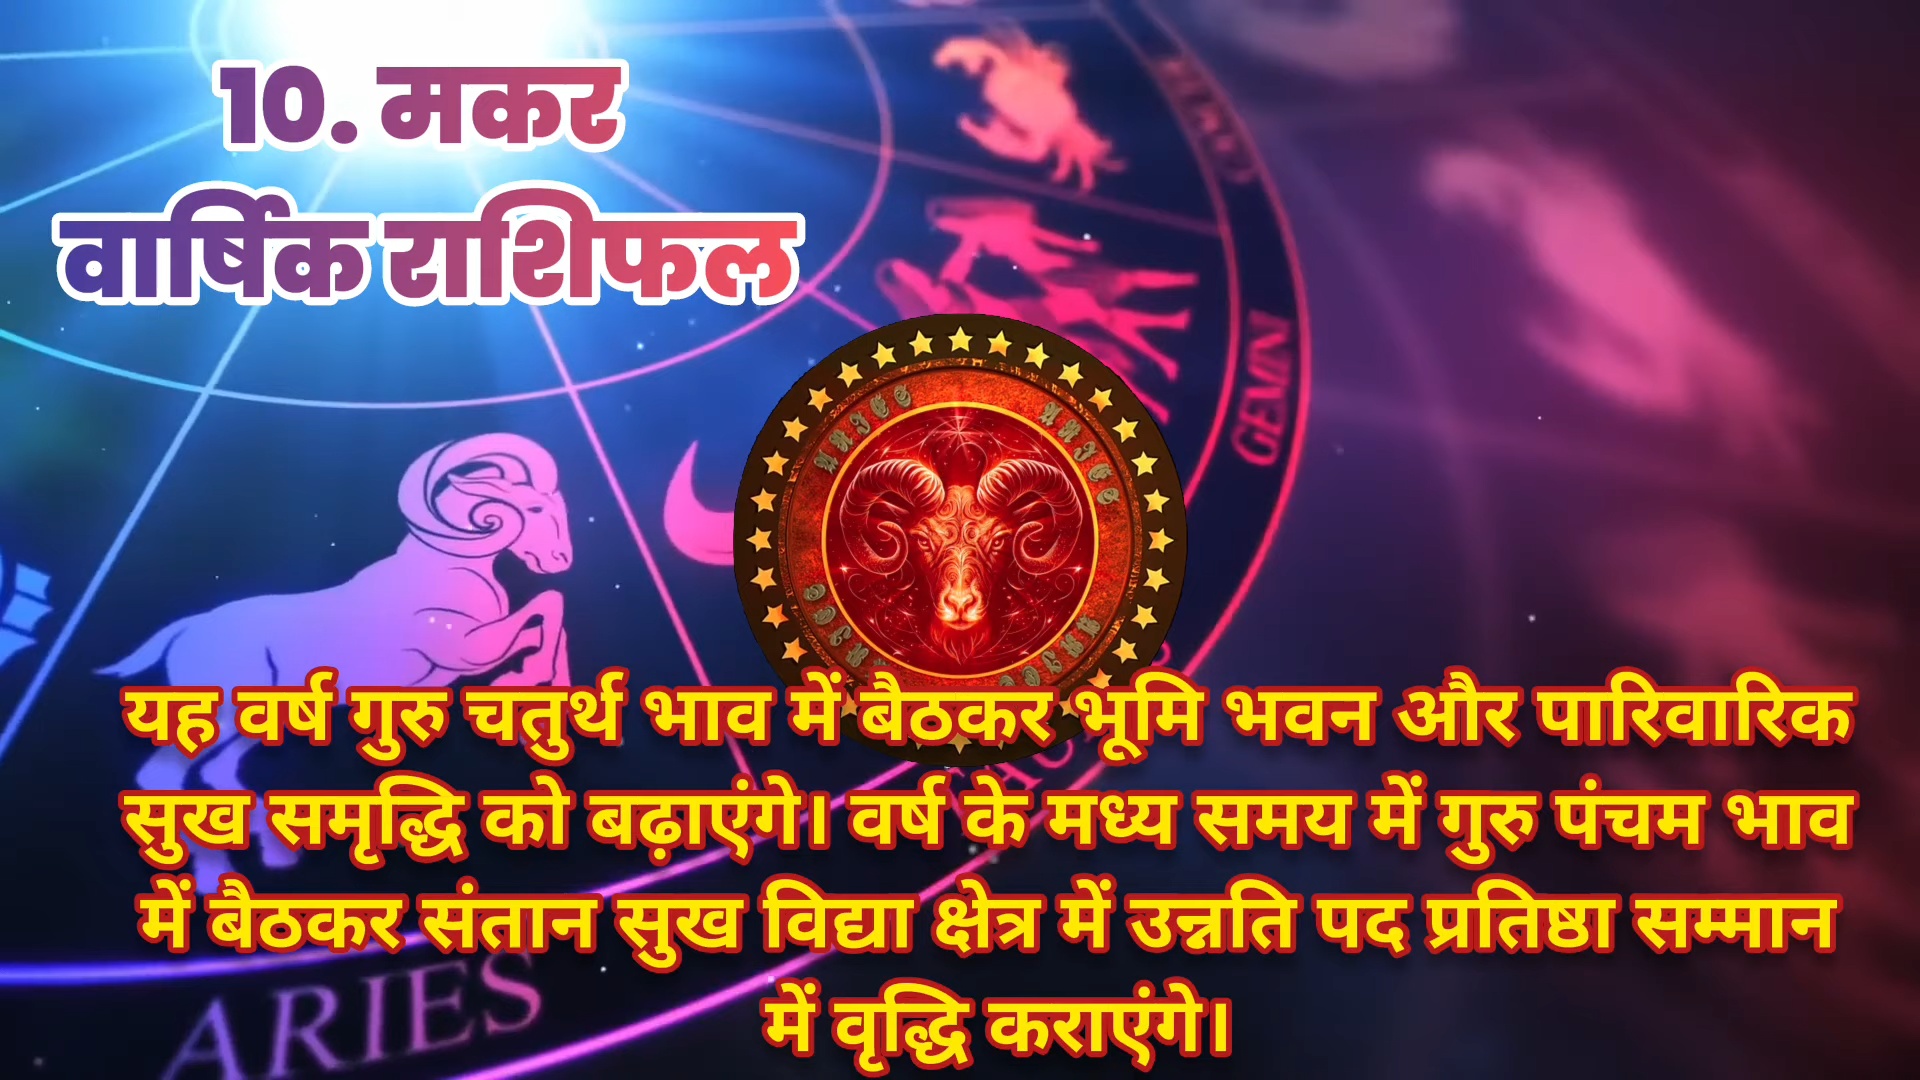 10. मकर
वार्षिक राशिफल
GEMINI
यह वर्ष गुरु चतुर्थ भाव में बैठकर भूमि भवन और पारिवारिक
सुख समृद्धि को बढ़ाएंगे। वर्ष के मध्य समय में गुरु पंचम भाव
में बैठकर संतान सुख विद्या क्षेत्र में उन्नति पद प्रतिष्ठा सम्मान
में वृद्धि कराएंगे।
ARIES